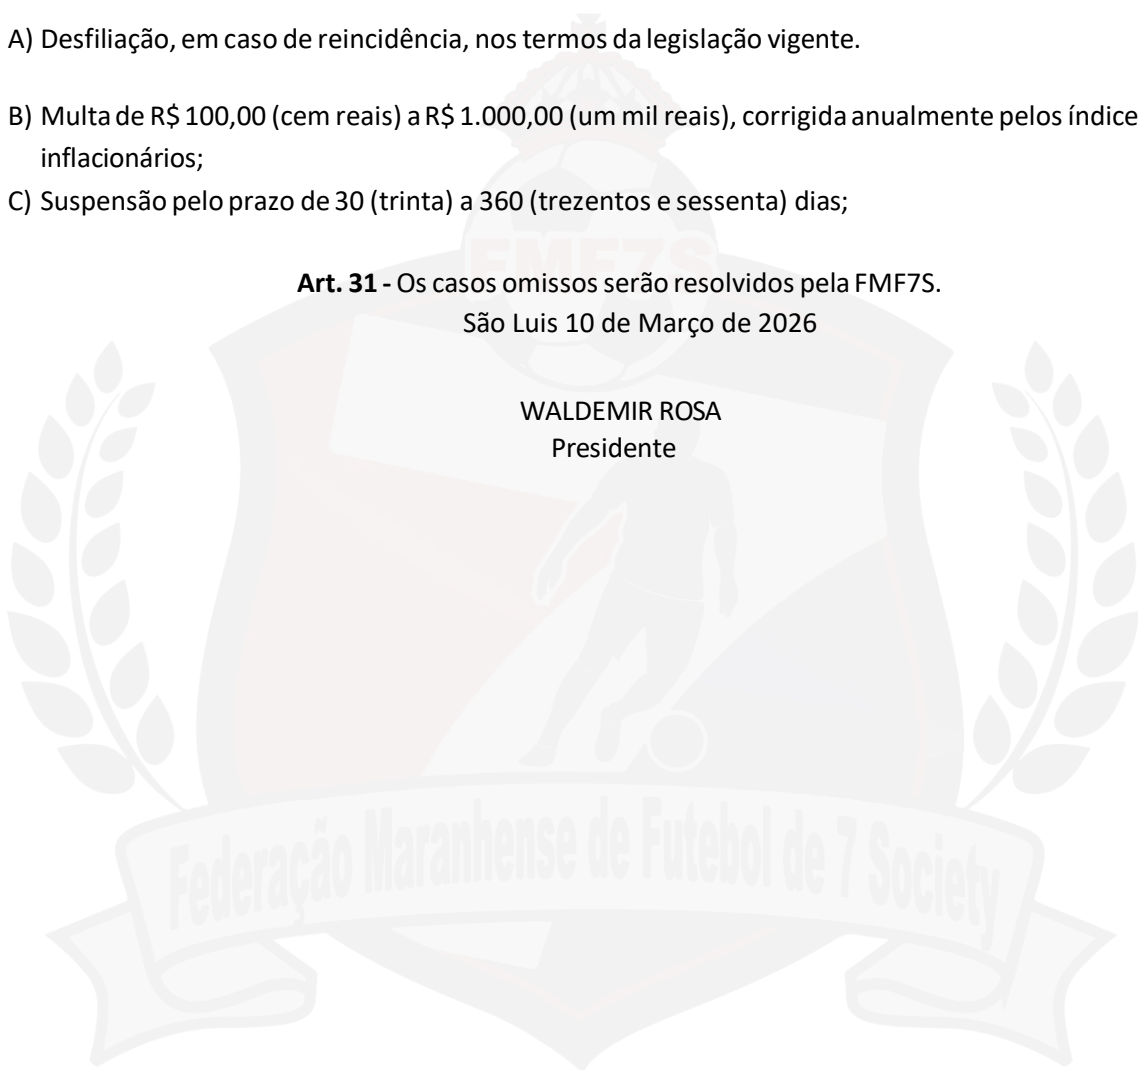 A) Desfiliação, em caso de reincidência, nos termos da legislação vigente.
B) Multa de R$ 100,00 (cem reais) a R$ 1.000,00 (um mil reais), corrigida anualmente pelos índice
inflacionários;
C) Suspensão pelo prazo de 30 (trinta) a 360 (trezentos e sessenta) dias;
FMF7S
Art. 31 - Os casos omissos serão resolvidos pela FMF7S.
São Luis 10 de Março de 2026
WALDEMIR ROSA
Presidente
Federação Maranhense de Futebol de 7 Society